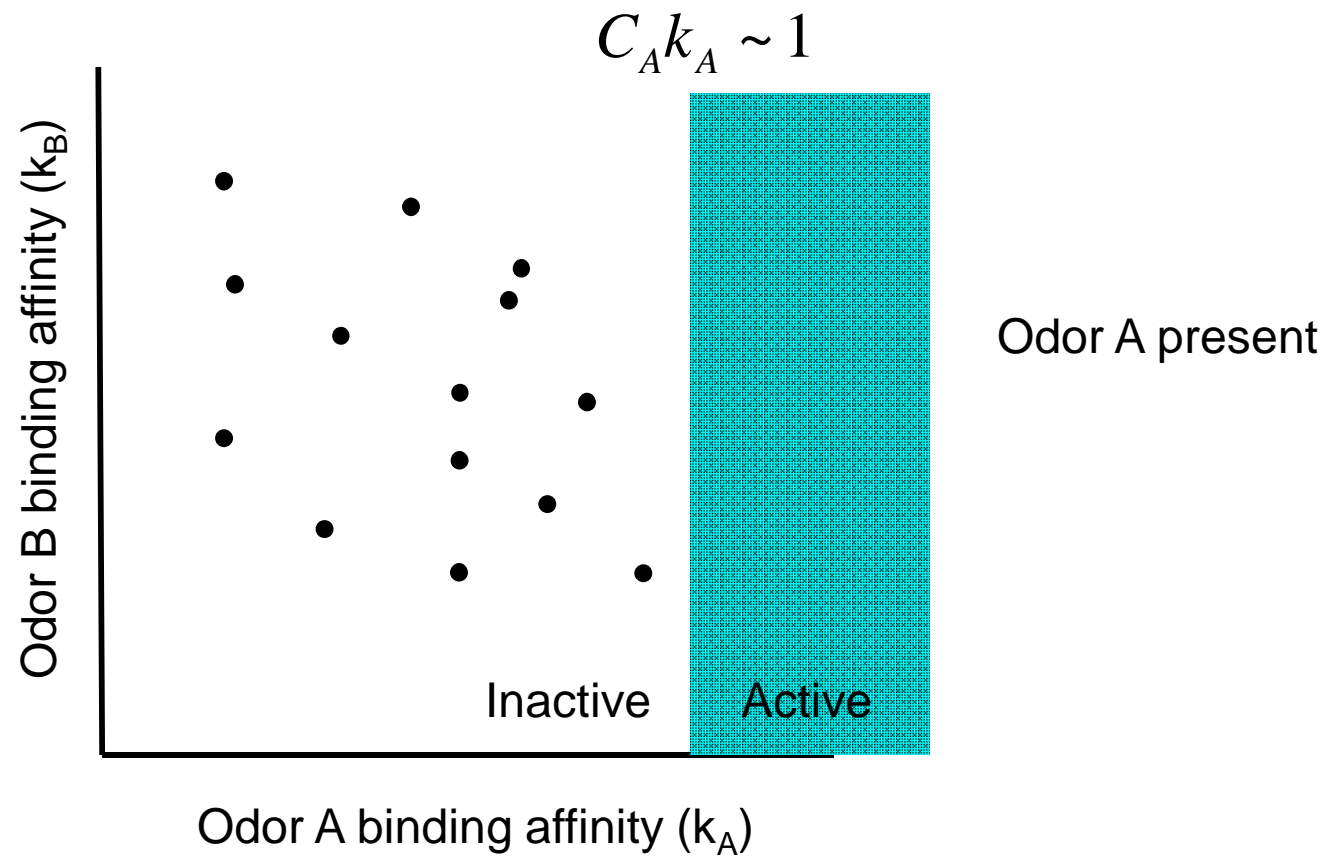 C_A k_A ~ 1
Odor B binding affinity (k_B)
Odor A present
Inactive
Active
Odor A binding affinity (k_A)